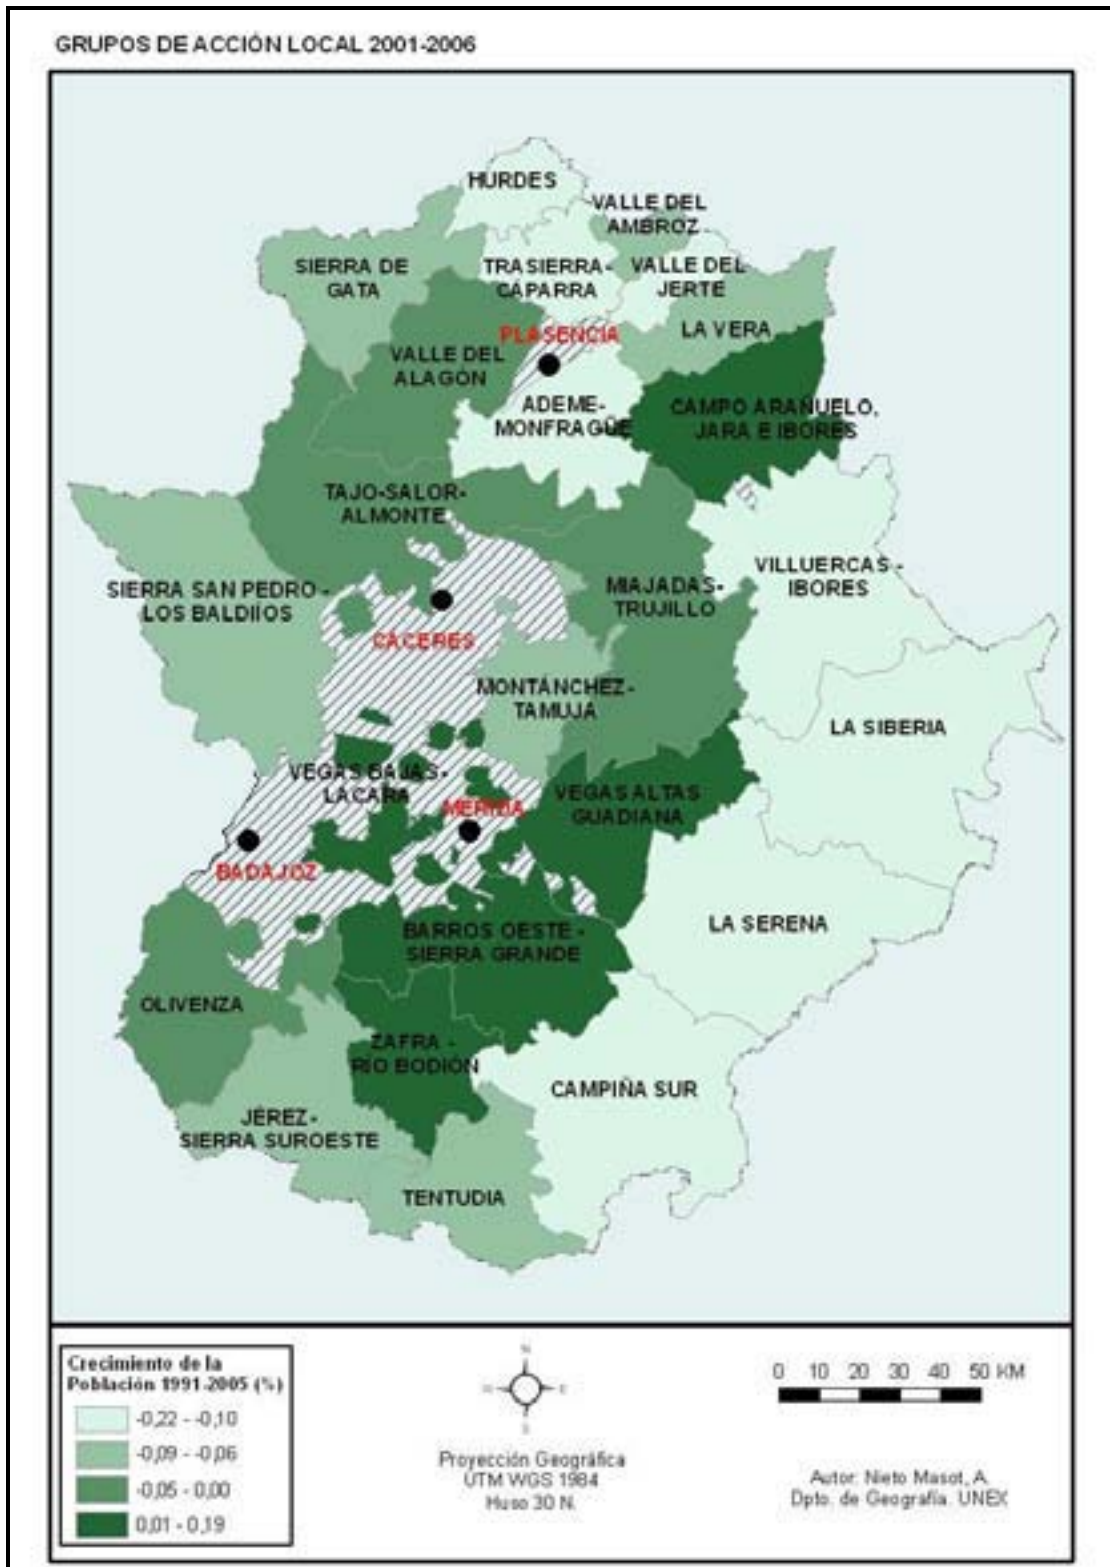 GRUPOS DE ACCIÓN LOCAL 2001-2006
HURDES
VALLE DEL
AMBROZ
SIERRA DE
GATA
TRASIERRA-
CÁPARRA
VALLE DEL
JERTE
LA VERA
PLASENCIA
VALLE DEL
ALAGÓN
ADEME-
MONFRAGÜE
CAMPO ARAÑUELO,
JARA E IBORES
TAJO-SALOR-
ALMONTE
SIERRA SAN PEDRO -
LOS BALDIIOS
MIAJADAS-
TRUJILLO
VILLUERCAS -
IBORES
CACERES
MONTÁNCHEZ-
TAMUJA
LA SIBERIA
VEGAS BAJAS-
LACARA
MERIDA
VEGAS ALTAS
GUADIANA
BADAJOZ
LA SERENA
BARROS OESTE -
SIERRA GRANDE
OLIVENZA
ZAFRA -
RIO BODIÓN
CAMPIÑA SUR
JÉREZ-
SIERRA SUROESTE
TENTUDIA
Crecimiento de la
Población 1991-2005 (%)
-0,22 - -0,10
-0,09 - -0,06
-0,05 - 0,00
0,01 - 0,19
N
E
S
Proyección Geográfica
UTM WGS 1984
Huso 30 N.
0 10 20 30 40 50 KM
Autor: Nieto Masot, A.
Dpto. de Geografía. UNEX